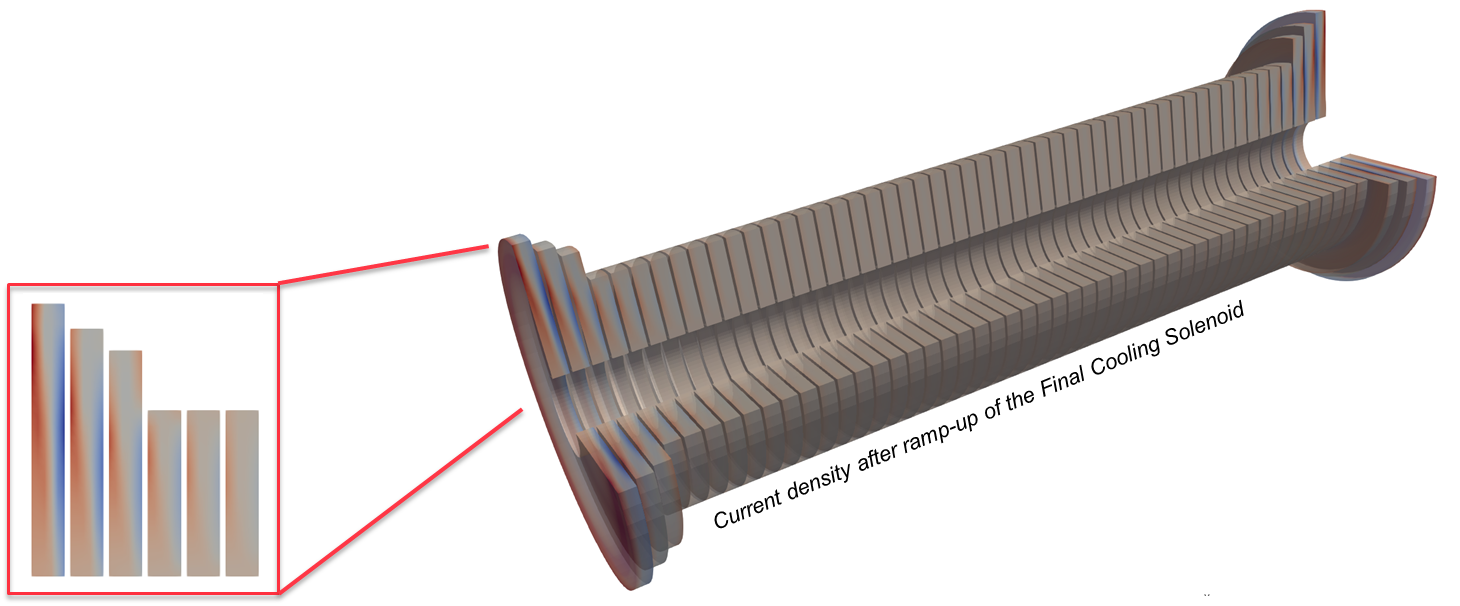 Current density after ramp-up of the Final Cooling Solenoid